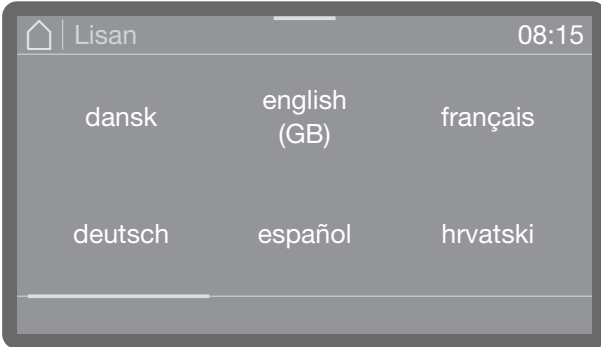 Lisan 08:15
dansk
english
(GB)
français
deutsch
español
hrvatski